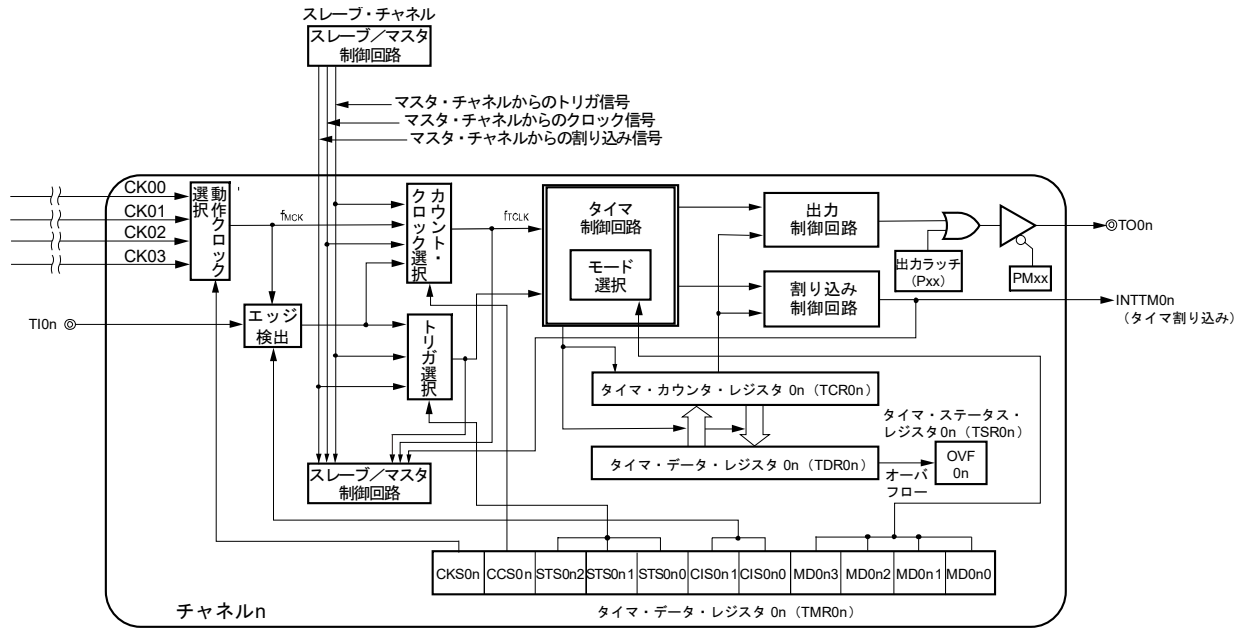 スレーブ・チャネル
スレーブ／マスタ
制御回路
マスタ・チャネルからのトリガ信号
マスタ・チャネルからのクロック信号
マスタ・チャネルからの割り込み信号
CK00
CK01
CK02
CK03
動作クロック
選択
fMCK
カウント・
クロック選択
fTCLK
タイマ
制御回路
モード
選択
出力
制御回路
出力ラッチ
(Pxx)
PMxx
TO0n
割り込み
制御回路
INTTM0n
(タイマ割り込み)
TI0n
エッジ
検出
トリガ選択
スレーブ／マスタ
制御回路
タイマ・カウンタ・レジスタ 0n (TCR0n)
タイマ・データ・レジスタ 0n (TDR0n)
タイマ・ステータス・
レジスタ0n (TSR0n)
OVF
0n
オーバ
フロー
CKS0n CCS0n STS0n2 STS0n1 STS0n0 CIS0n1 CIS0n0 MD0n3 MD0n2 MD0n1 MD0n0
チャネルn
タイマ・データ・レジスタ 0n (TMR0n)